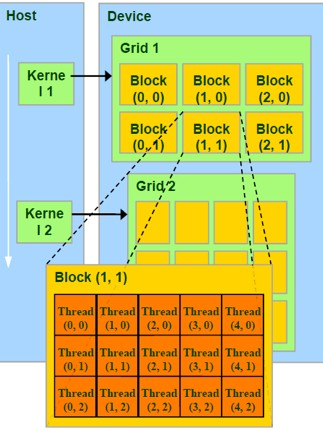 Host
Device
Grid 1
Kerne
l 1
Block
(0, 0)
Block
(1, 0)
Block
(2, 0)
Block
(0, 1)
Block
(1, 1)
Block
(2, 1)
Grid 2
Kerne
l 2
Block (1, 1)
Thread
(0, 0)
Thread
(1, 0)
Thread
(2, 0)
Thread
(3, 0)
Thread
(4, 0)
Thread
(0, 1)
Thread
(1, 1)
Thread
(2, 1)
Thread
(3, 1)
Thread
(4, 1)
Thread
(0, 2)
Thread
(1, 2)
Thread
(2, 2)
Thread
(3, 2)
Thread
(4, 2)